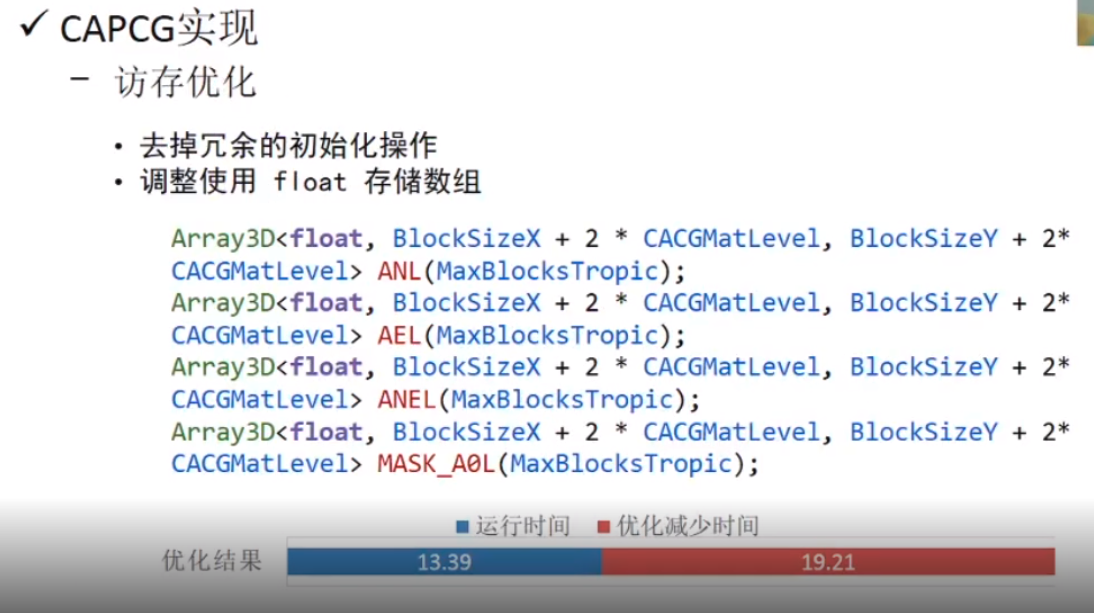 ✓ CAPCG实现
– 访存优化
• 去掉冗余的初始化操作
• 调整使用 float 存储数组
Array3D<float, BlockSizeX + 2 * CACGMatLevel, BlockSizeY + 2*
CACGMatLevel> ANL(MaxBlocksTropic);
Array3D<float, BlockSizeX + 2 * CACGMatLevel, BlockSizeY + 2*
CACGMatLevel> AEL(MaxBlocksTropic);
Array3D<float, BlockSizeX + 2 * CACGMatLevel, BlockSizeY + 2*
CACGMatLevel> ANEL(MaxBlocksTropic);
Array3D<float, BlockSizeX + 2 * CACGMatLevel, BlockSizeY + 2*
CACGMatLevel> MASK_A0L(MaxBlocksTropic);
运行时间 优化减少时间
优化结果 13.39 19.21